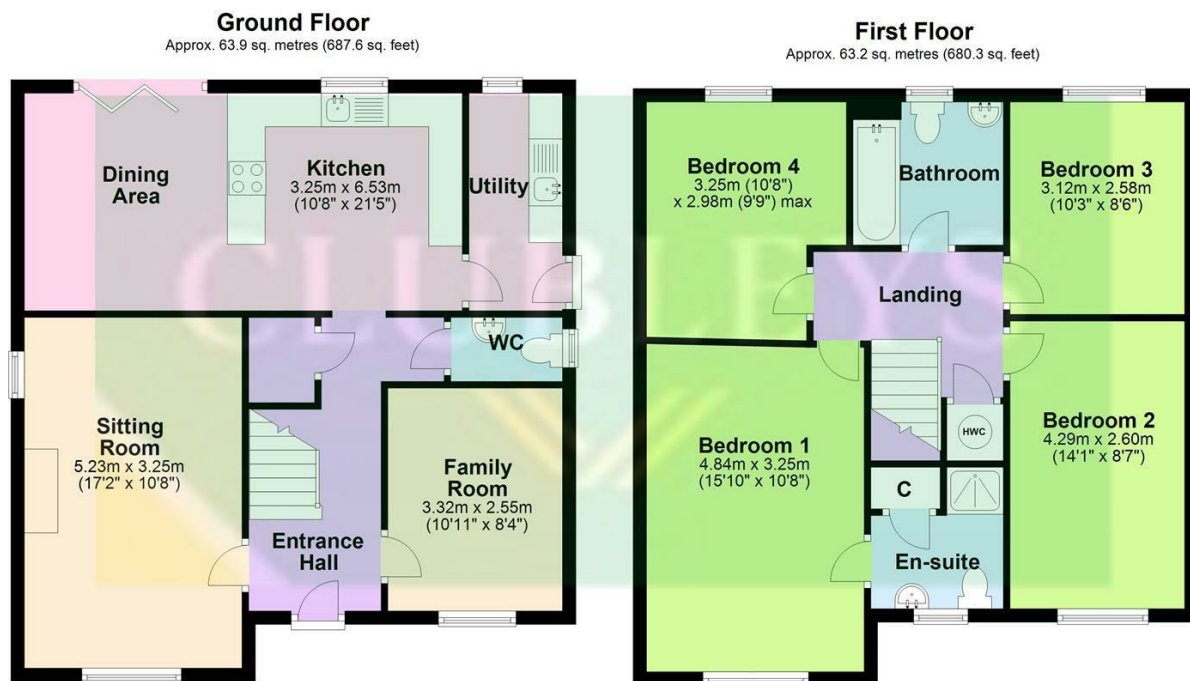 Ground Floor
Approx. 63.9 sq. metres (687.6 sq. feet)
Dining
Area
Kitchen
3.25m x 6.53m
(10'8" x 21'5")
Utility
WC
Sitting
Room
5.23m x 3.25m
(17'2" x 10'8")
Family
Room
3.32m x 2.55m
(10'11" x 8'4")
Entrance
Hall
First Floor
Approx. 63.2 sq. metres (680.3 sq. feet)
Bedroom 4
3.25m (10'8")
x 2.98m (9'9") max
Bathroom
Bedroom 3
3.12m x 2.58m
(10'3" x 8'6")
Landing
Bedroom 1
4.84m x 3.25m
(15'10" x 10'8")
HWC
Bedroom 2
4.29m x 2.60m
(14'1" x 8'7")
C
En-suite
CLUBLEYS